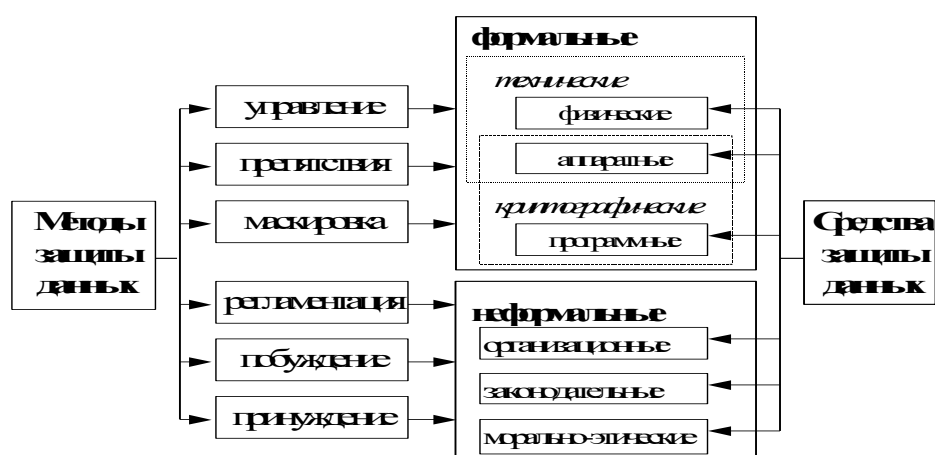 Методы
защиты
данных
управление
препятствия
маскировка
регламентация
побуждение
принуждение
формальные
технические
физические
аппаратные
криптографические
программные
неформальные
организационные
законодательные
морально-этические
Средства
защиты
данных